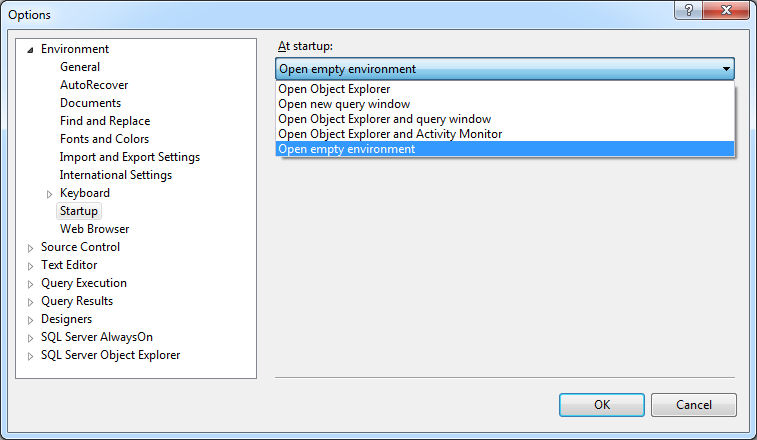 Options
Environment
General
AutoRecover
Documents
Find and Replace
Fonts and Colors
Import and Export Settings
International Settings
Keyboard
Startup
Web Browser
Source Control
Text Editor
Query Execution
Query Results
Designers
SQL Server AlwaysOn
SQL Server Object Explorer
At startup:
Open empty environment
Open Object Explorer
Open new query window
Open Object Explorer and query window
Open Object Explorer and Activity Monitor
Open empty environment
OK
Cancel